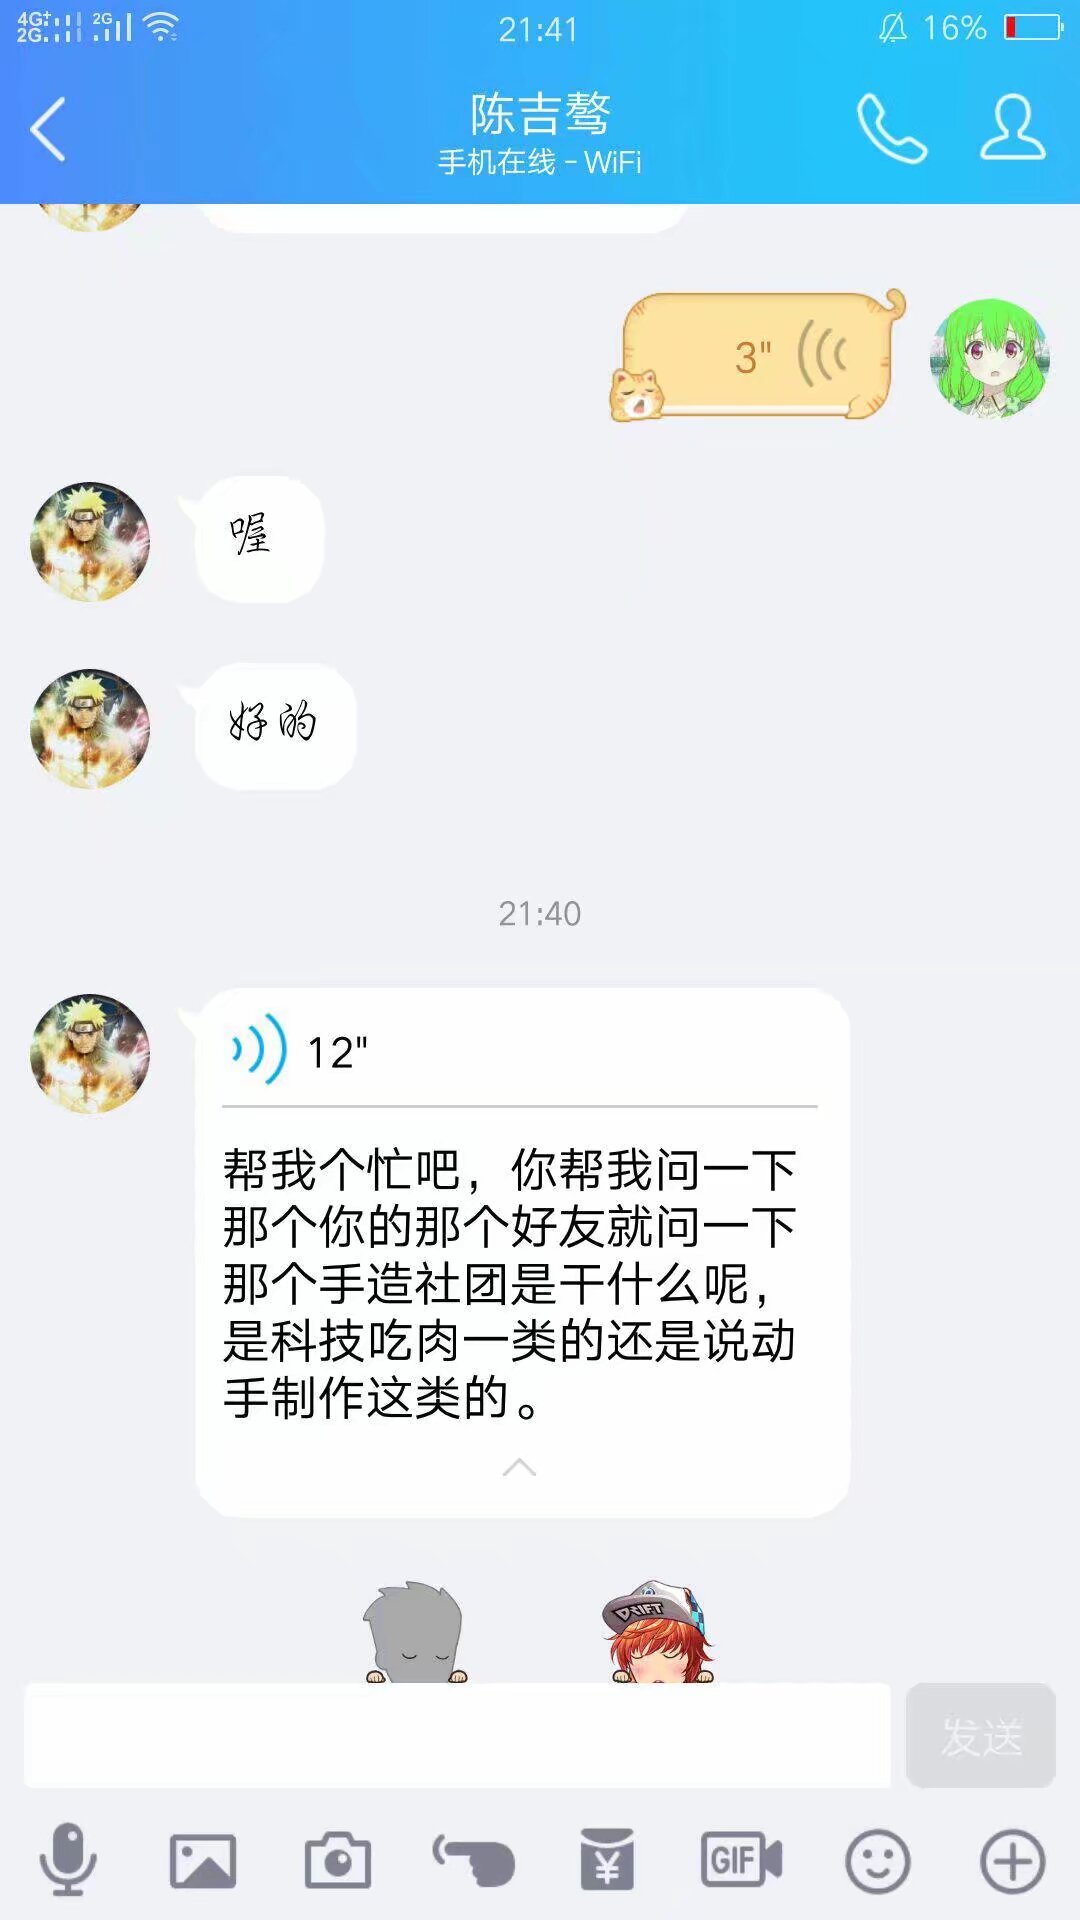 4G+ 2G 21:41 16%
2G
陈吉骜
手机在线 - WiFi
3"
喔
好的
21:40
12"
帮我个忙吧，你帮我问一下
那个你的那个好友就问一下
那个手造社团是干什么呢，
是科技吃肉一类的还是说动
手制作这类的。
DRIFT
发送
¥ GIF